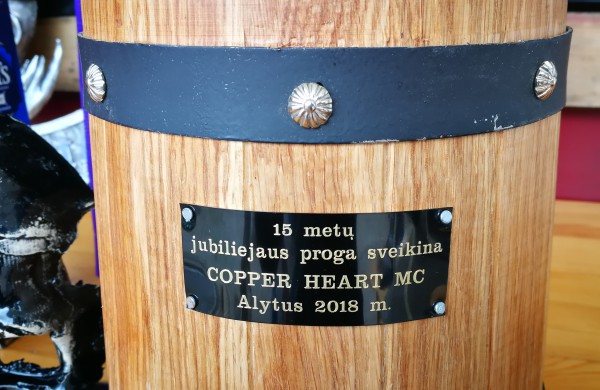 15 metų
jubiliejaus proga sveikina
COPPER HEART MC
Alytus 2018 m.